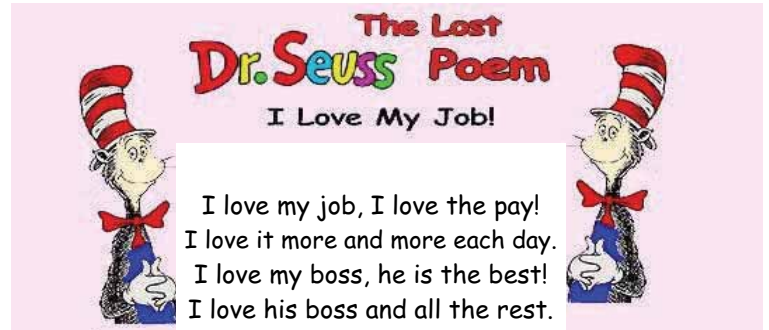 The Lost
Dr. Seuss Poem
I Love My Job!
I love my job, I love the pay!
I love it more and more each day.
I love my boss, he is the best!
I love his boss and all the rest.